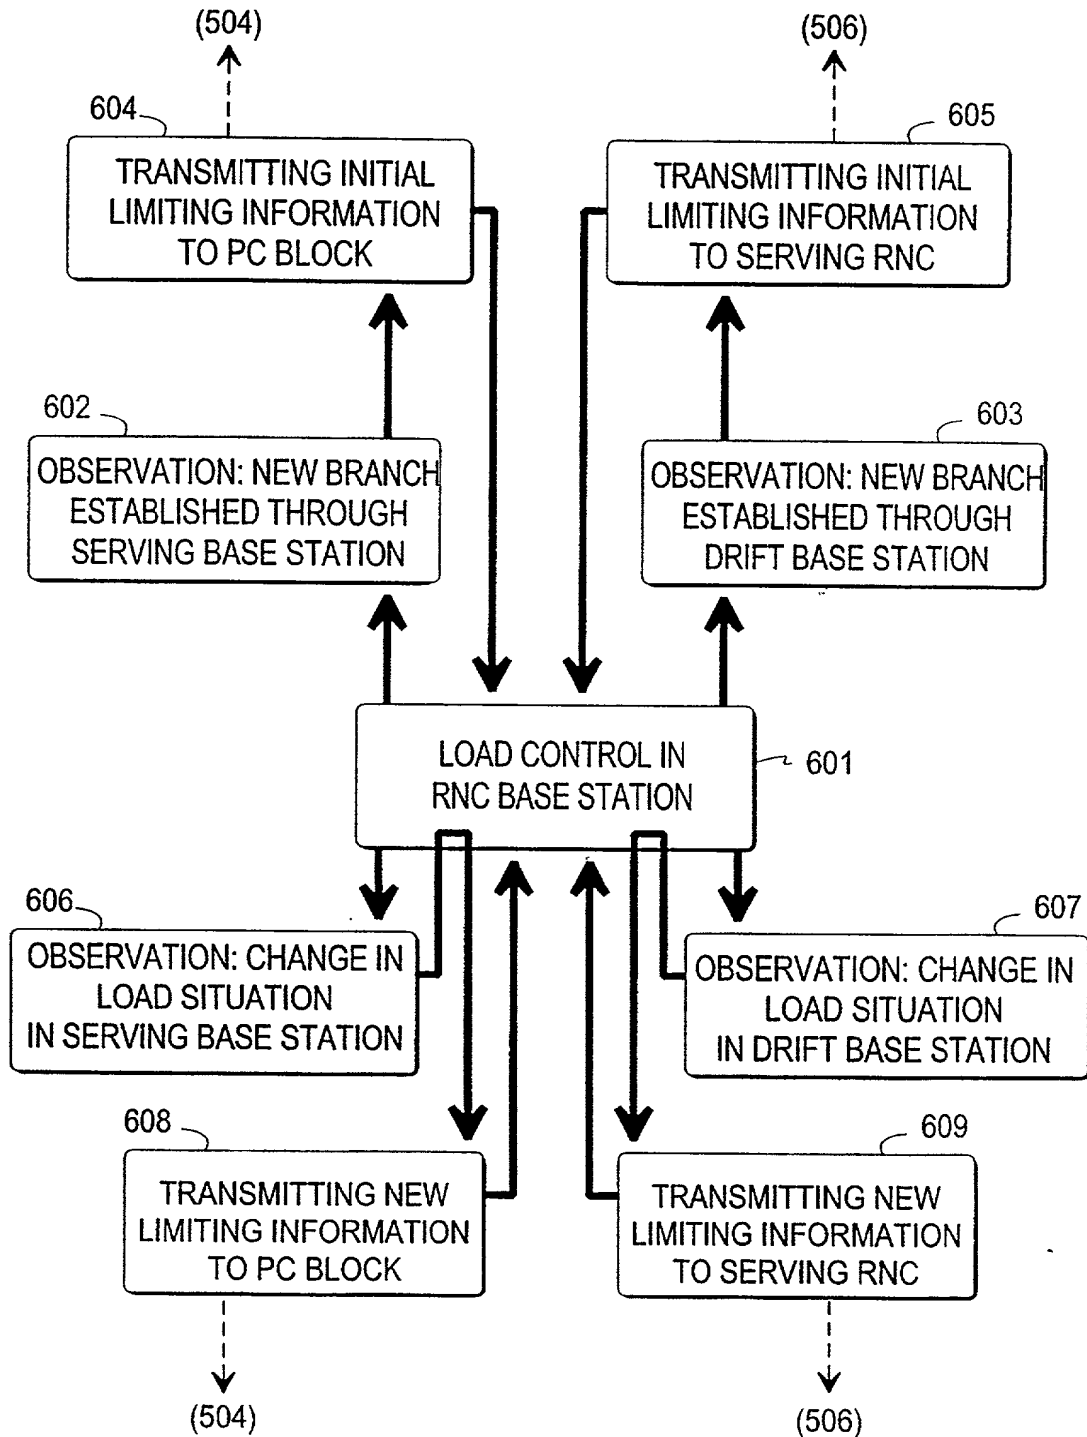 (504)
(506)
604
605
TRANSMITTING INITIAL
LIMITING INFORMATION
TO PC BLOCK
TRANSMITTING INITIAL
LIMITING INFORMATION
TO SERVING RNC
602
603
OBSERVATION: NEW BRANCH
ESTABLISHED THROUGH
SERVING BASE STATION
OBSERVATION: NEW BRANCH
ESTABLISHED THROUGH
DRIFT BASE STATION
LOAD CONTROL IN
RNC BASE STATION
601
606
607
OBSERVATION: CHANGE IN
LOAD SITUATION
IN SERVING BASE STATION
OBSERVATION: CHANGE IN
LOAD SITUATION
IN DRIFT BASE STATION
608
609
TRANSMITTING NEW
LIMITING INFORMATION
TO PC BLOCK
TRANSMITTING NEW
LIMITING INFORMATION
TO SERVING RNC
(504)
(506)